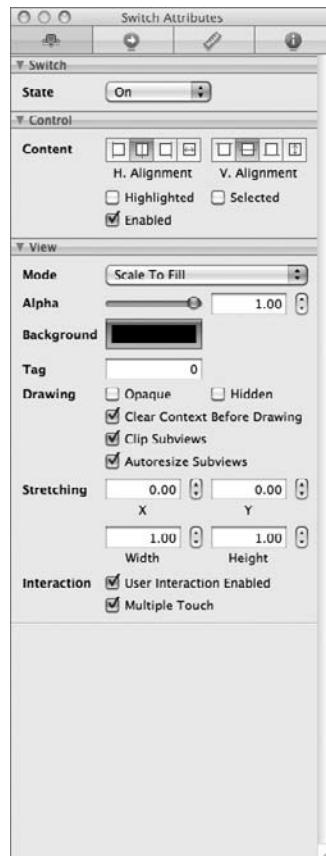 Switch Attributes
Switch
State On
Control
Content
H. Alignment V. Alignment
Highlighted Selected
Enabled
View
Mode Scale To Fill
Alpha 1.00
Background
Tag 0
Drawing Opaque Hidden
Clear Context Before Drawing
Clip Subviews
Autoresize Subviews
Stretching 0.00 0.00
X Y
1.00 1.00
Width Height
Interaction User Interaction Enabled
Multiple Touch